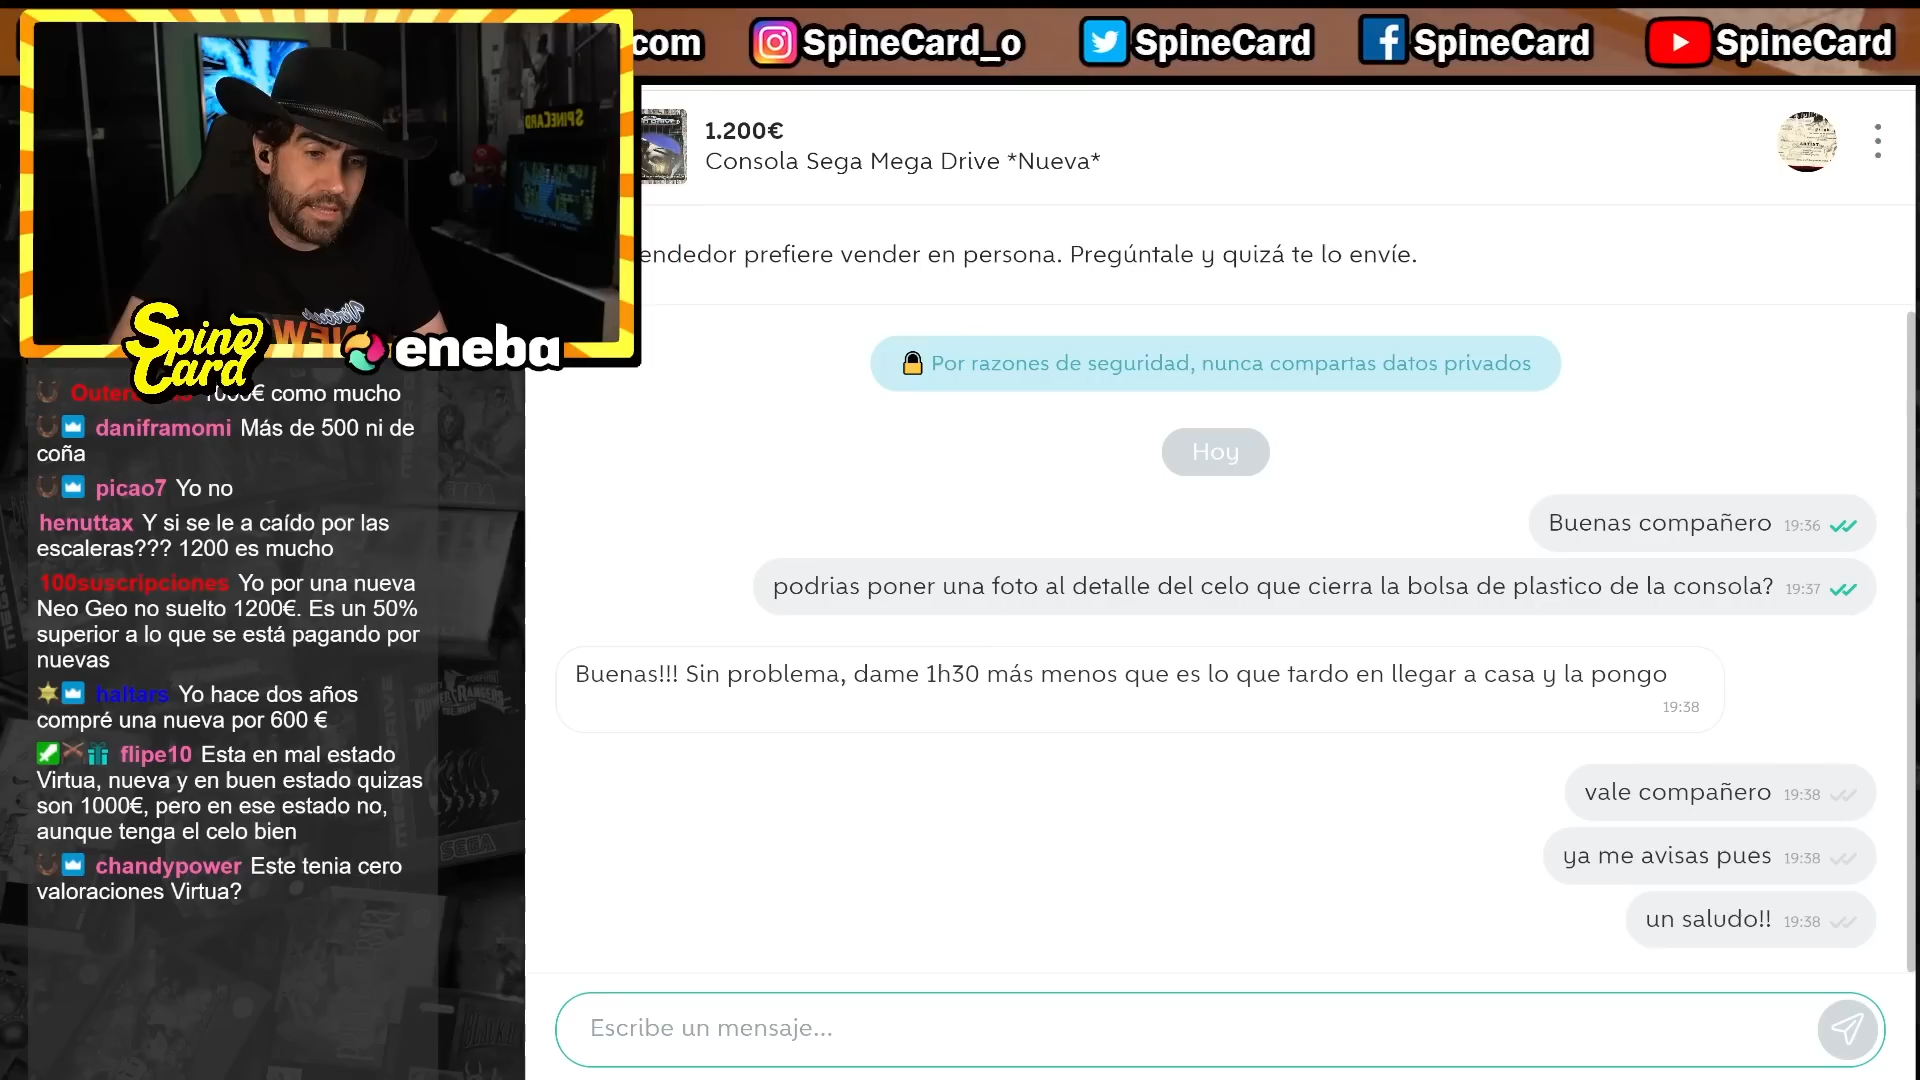 com
SpineCard_o
SpineCard
SpineCard
SpineCard
SPINECARD
1.200€
Consola Sega Mega Drive *Nueva*
endedor prefiere vender en persona. Pregúntale y quizá te lo envíe.
Spine
Card
NEW
eneba
Por razones de seguridad, nunca compartas datos privados
Hoy
Buenas compañero 19:36
podrias poner una foto al detalle del celo que cierra la bolsa de plastico de la consola? 19:37
Buenas!!! Sin problema, dame 1h30 más menos que es lo que tardo en llegar a casa y la pongo
19:38
vale compañero 19:38
ya me avisas pues 19:38
un saludo!! 19:38
Escribe un mensaje...
1000€ como mucho
daniframomi Más de 500 ni de
coña
picao7 Yo no
henuttax Y si se le a caído por las
escaleras??? 1200 es mucho
100suscripciones Yo por una nueva
Neo Geo no suelto 1200€. Es un 50%
superior a lo que se está pagando por
nuevas
haltars Yo hace dos años
compré una nueva por 600 €
flipe10 Esta en mal estado
Virtua, nueva y en buen estado quizas
son 1000€, pero en ese estado no,
aunque tenga el celo bien
chandypower Este tenia cero
valoraciones Virtua?